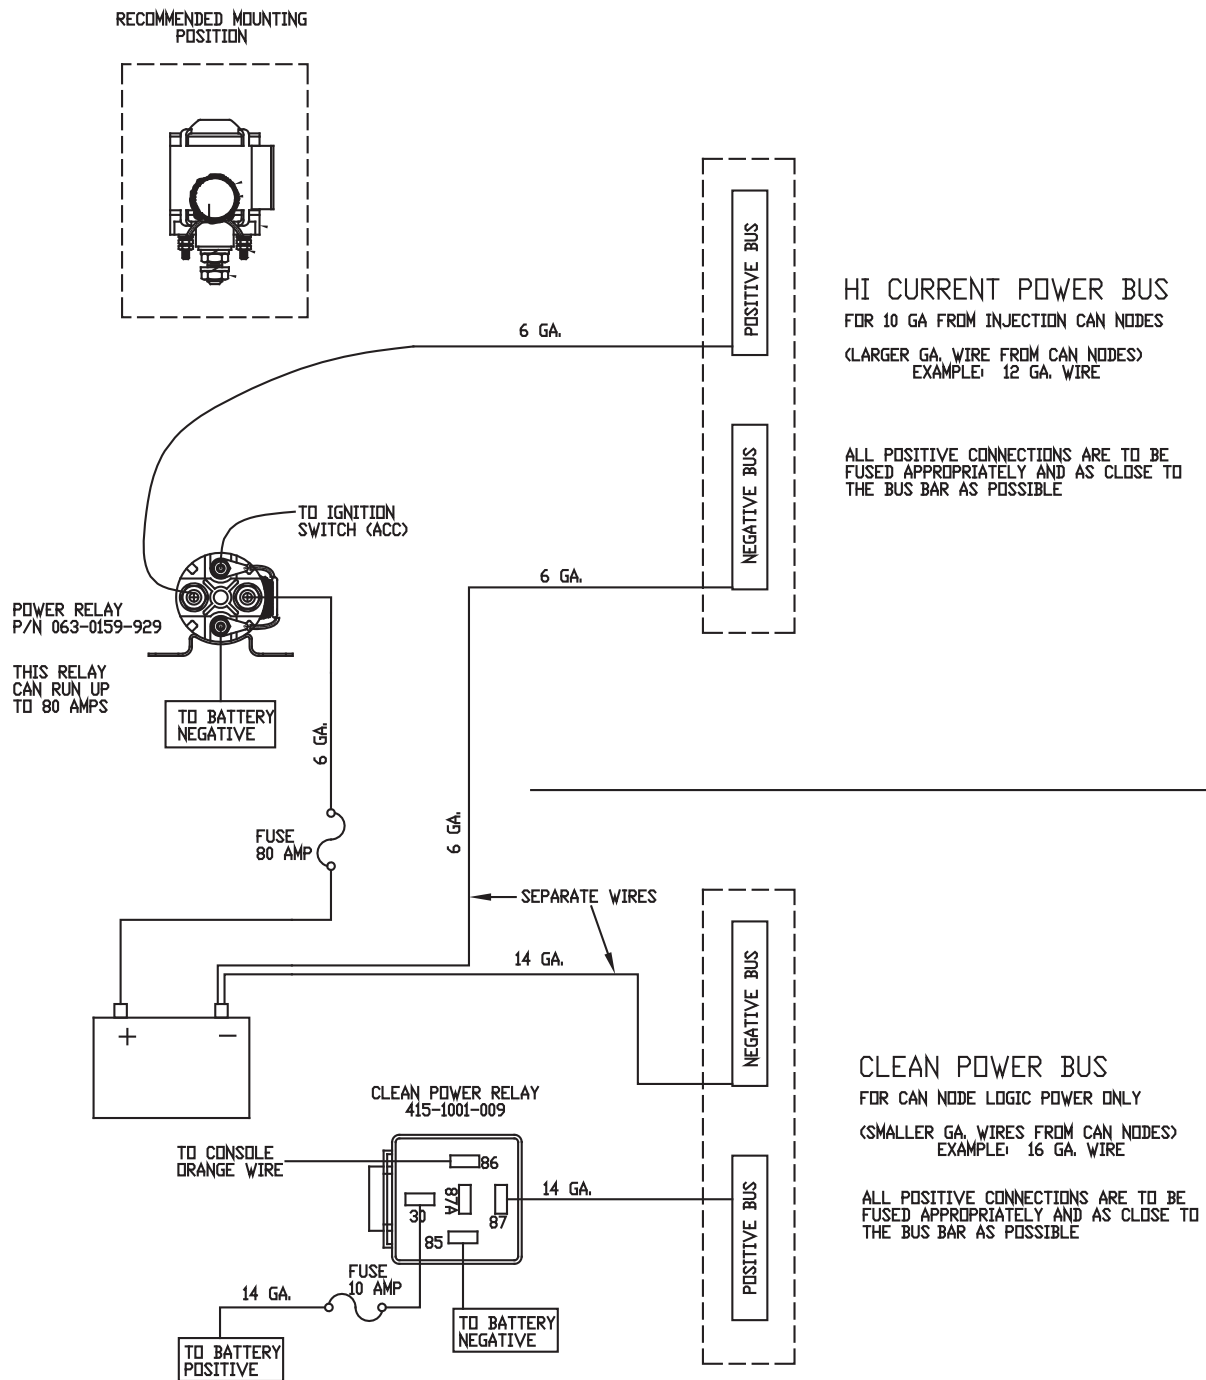 RECOMMENDED MOUNTING
POSITION
POSITIVE BUS
HI CURRENT POWER BUS
FOR 10 GA FROM INJECTION CAN NODES
(LARGER GA. WIRE FROM CAN NODES)
EXAMPLE: 12 GA. WIRE
6 GA.
NEGATIVE BUS
ALL POSITIVE CONNECTIONS ARE TO BE
FUSED APPROPRIATELY AND AS CLOSE TO
THE BUS BAR AS POSSIBLE
TO IGNITION
SWITCH (ACC)
6 GA.
POWER RELAY
P/N 063-0159-929
THIS RELAY
CAN RUN UP
TO 80 AMPS
TO BATTERY
NEGATIVE
6 GA.
FUSE
80 AMP
6 GA.
SEPARATE WIRES
14 GA.
NEGATIVE BUS
+
-
CLEAN POWER BUS
FOR CAN NODE LOGIC POWER ONLY
(SMALLER GA. WIRES FROM CAN NODES)
EXAMPLE: 16 GA. WIRE
CLEAN POWER RELAY
415-1001-009
TO CONSOLE
ORANGE WIRE
86
87A
30
87
85
14 GA.
POSITIVE BUS
ALL POSITIVE CONNECTIONS ARE TO BE
FUSED APPROPRIATELY AND AS CLOSE TO
THE BUS BAR AS POSSIBLE
FUSE
10 AMP
14 GA.
TO BATTERY
NEGATIVE
TO BATTERY
POSITIVE